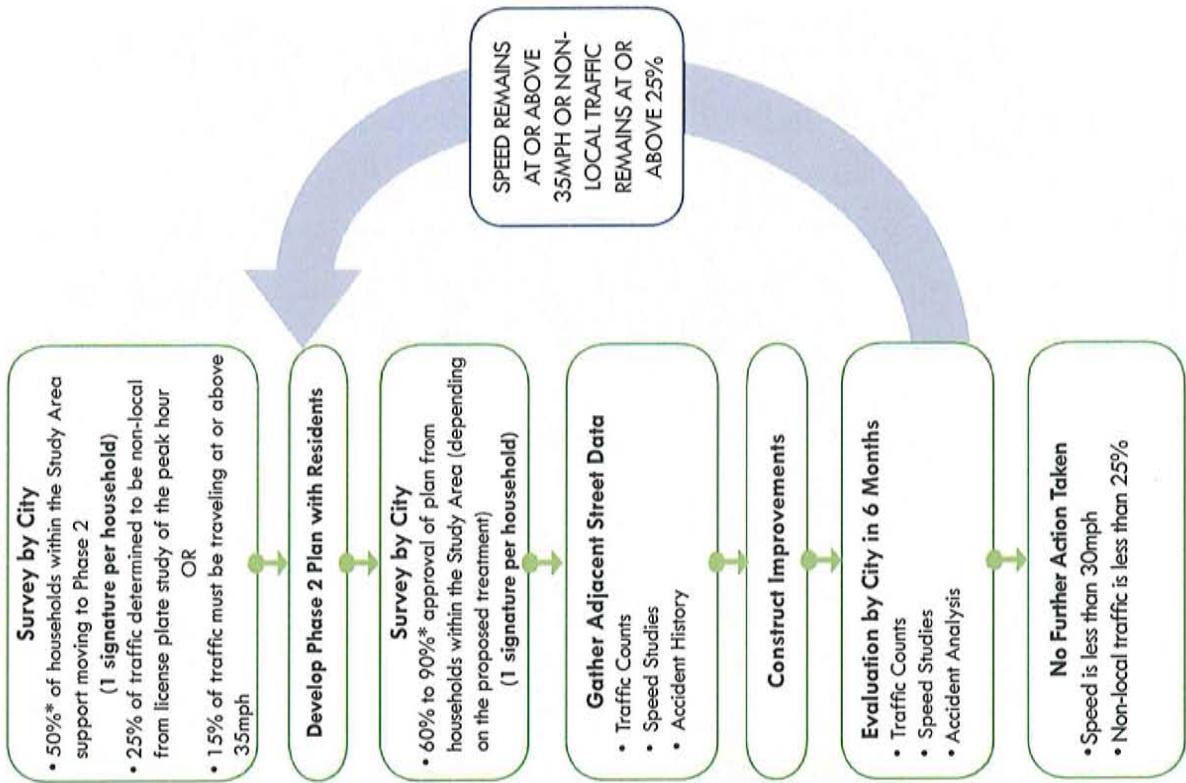 Survey by City
• 50%* of households within the Study Area
support moving to Phase 2
(1 signature per household)
• 25% of traffic determined to be non-local
from license plate study of the peak hour
OR
• 15% of traffic must be traveling at or above
35mph
Develop Phase 2 Plan with Residents
Survey by City
• 60% to 90%* approval of plan from
households within the Study Area (depending
on the proposed treatment)
(1 signature per household)
Gather Adjacent Street Data
• Traffic Counts
• Speed Studies
• Accident History
Construct Improvements
Evaluation by City in 6 Months
• Traffic Counts
• Speed Studies
• Accident Analysis
No Further Action Taken
• Speed is less than 30mph
• Non-local traffic is less than 25%
SPEED REMAINS
AT OR ABOVE
35MPH OR NON-
LOCAL TRAFFIC
REMAINS AT OR
ABOVE 25%